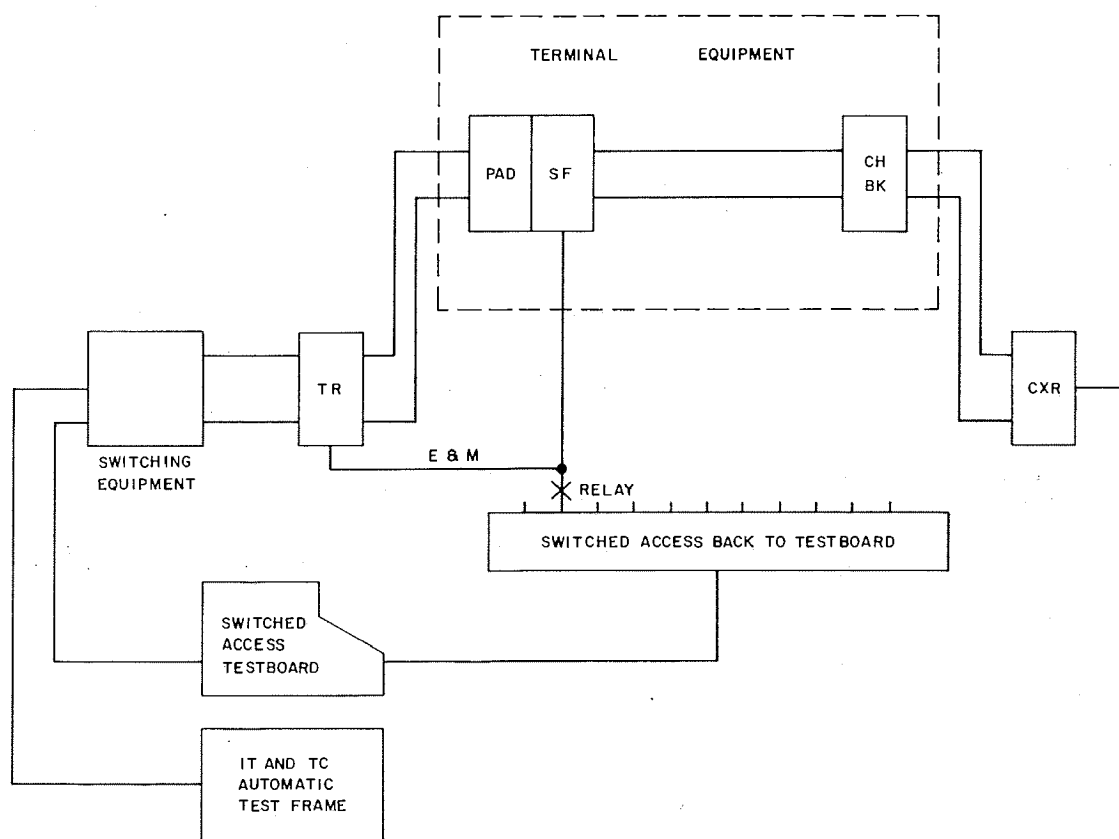 TERMINAL EQUIPMENT
PAD
SF
CH
BK
TR
CXR
SWITCHING
EQUIPMENT
E & M
RELAY
SWITCHED ACCESS BACK TO TESTBOARD
SWITCHED
ACCESS
TESTBOARD
IT AND TC
AUTOMATIC
TEST FRAME